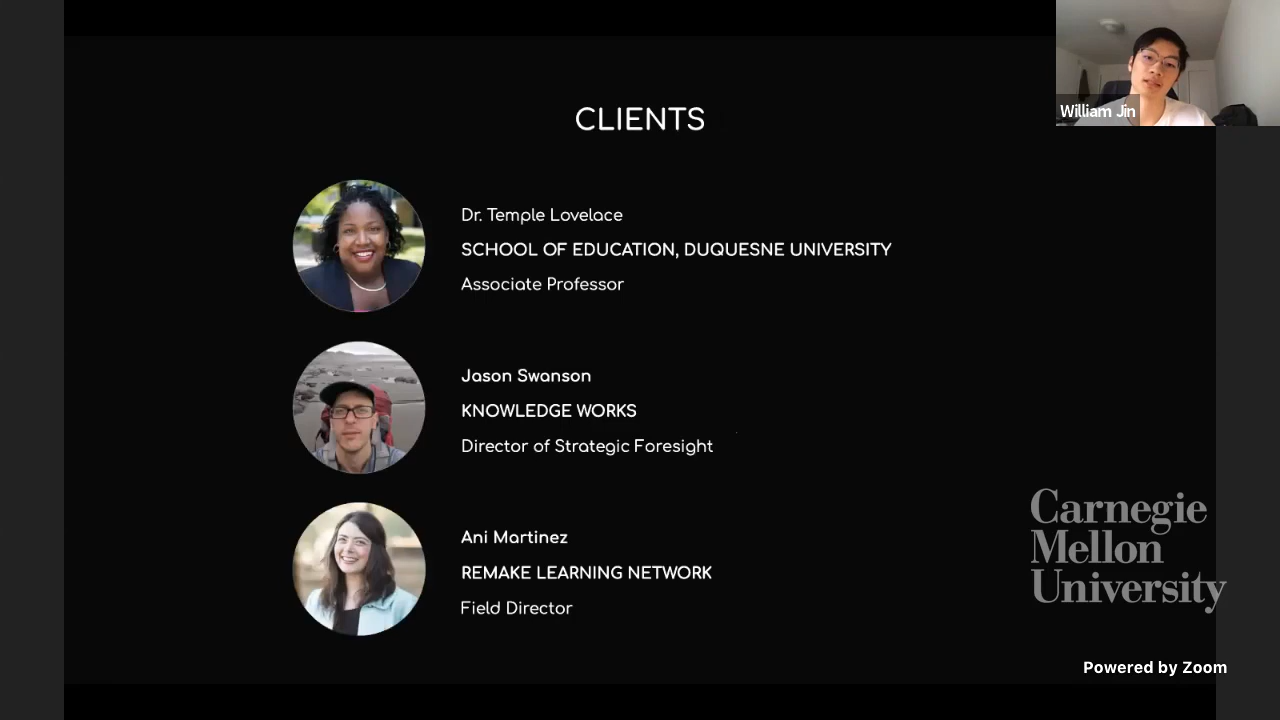 CLIENTS
William Jin
Dr. Temple Lovelace
SCHOOL OF EDUCATION, DUQUESNE UNIVERSITY
Associate Professor
Jason Swanson
KNOWLEDGE WORKS
Director of Strategic Foresight
Ani Martinez
REMAKE LEARNING NETWORK
Field Director
Carnegie
Mellon
University
Powered by Zoom